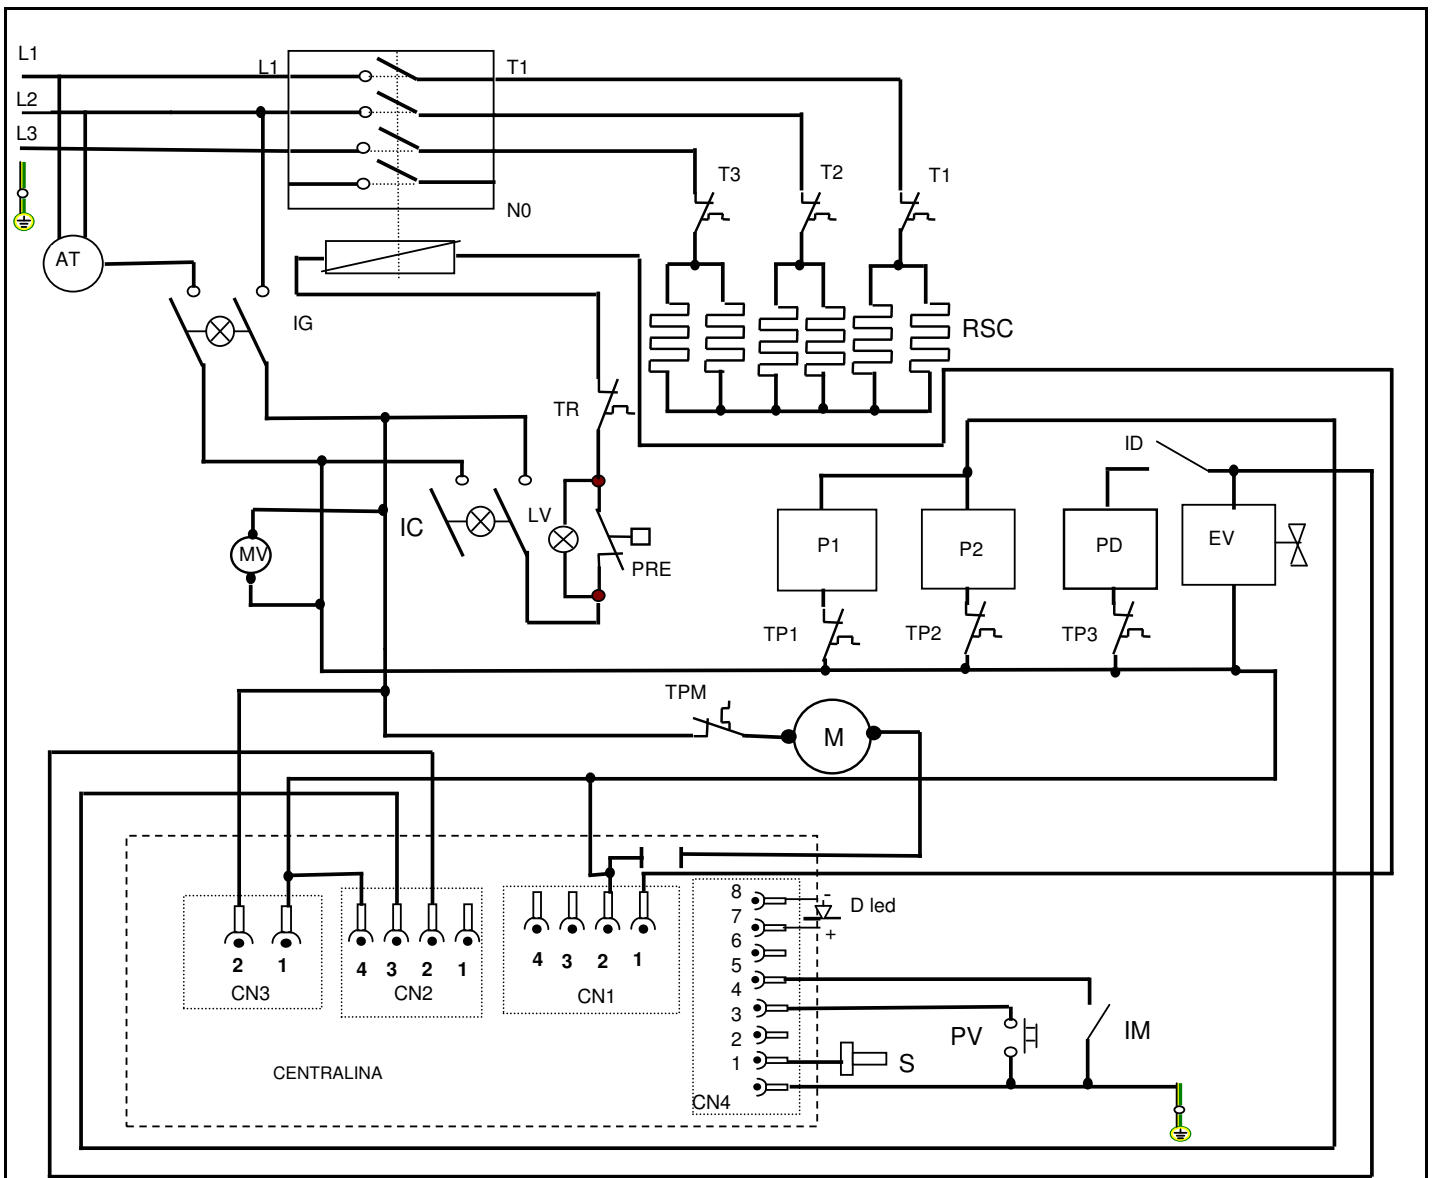 L1
L1
T1
L2
L3
T3
T2
T1
N0
AT
IG
RSC
TR
ID
IC
LV
MV
PRE
P1
P2
PD
EV
TP1
TP2
TP3
TPM
M
8
-
D led
7
+
6
5
4
3
2
1
2 1
4 3 2 1
4 3 2 1
CN3
CN2
CN1
PV
IM
S
CENTRALINA
CN4